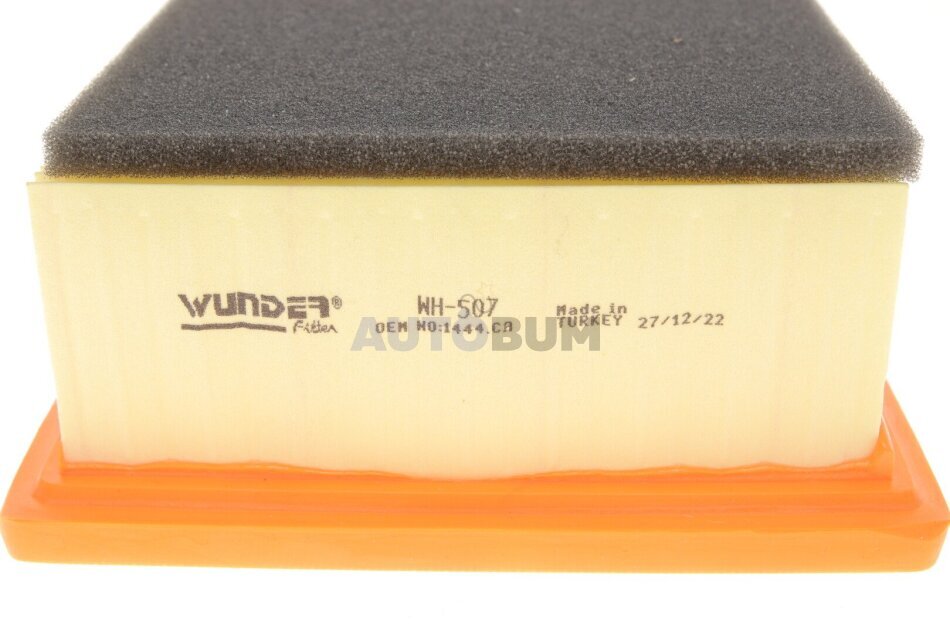 WUNDER®
Filter
WH-507
OEM NO:1444.CA
Made in
TURKEY 27/12/22
AUTOBUM